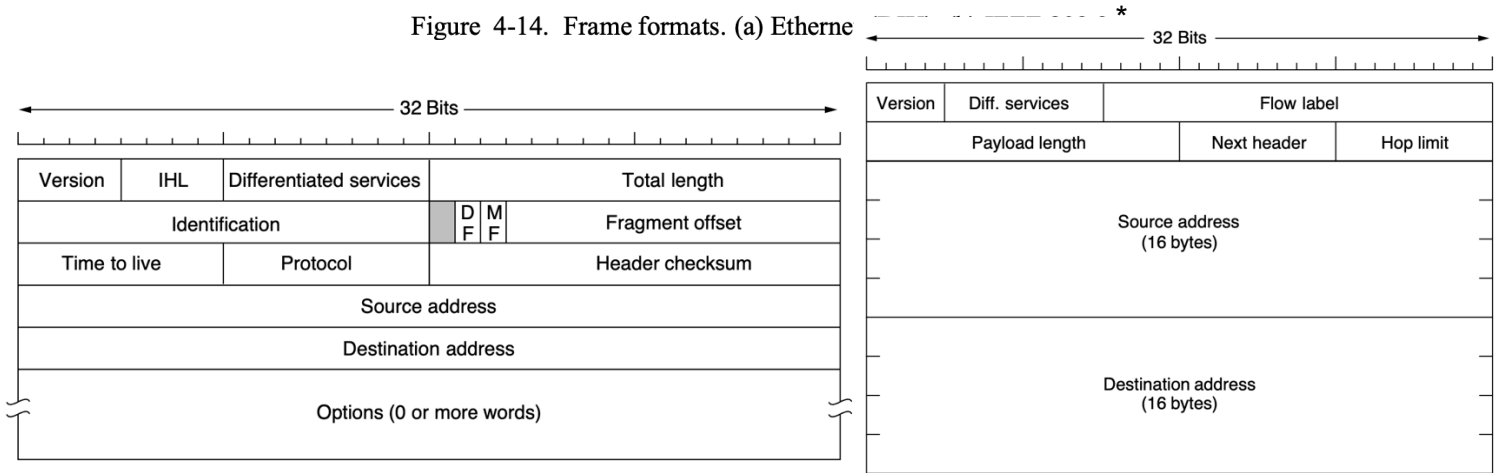 Figure 4-14. Frame formats. (a) Etherne
*
32 Bits
Version IHL Differentiated services Total length
Identification D F M F Fragment offset
Time to live Protocol Header checksum
Source address
Destination address
Options (0 or more words)
32 Bits
Version Diff. services Flow label
Payload length Next header Hop limit
Source address
(16 bytes)
Destination address
(16 bytes)